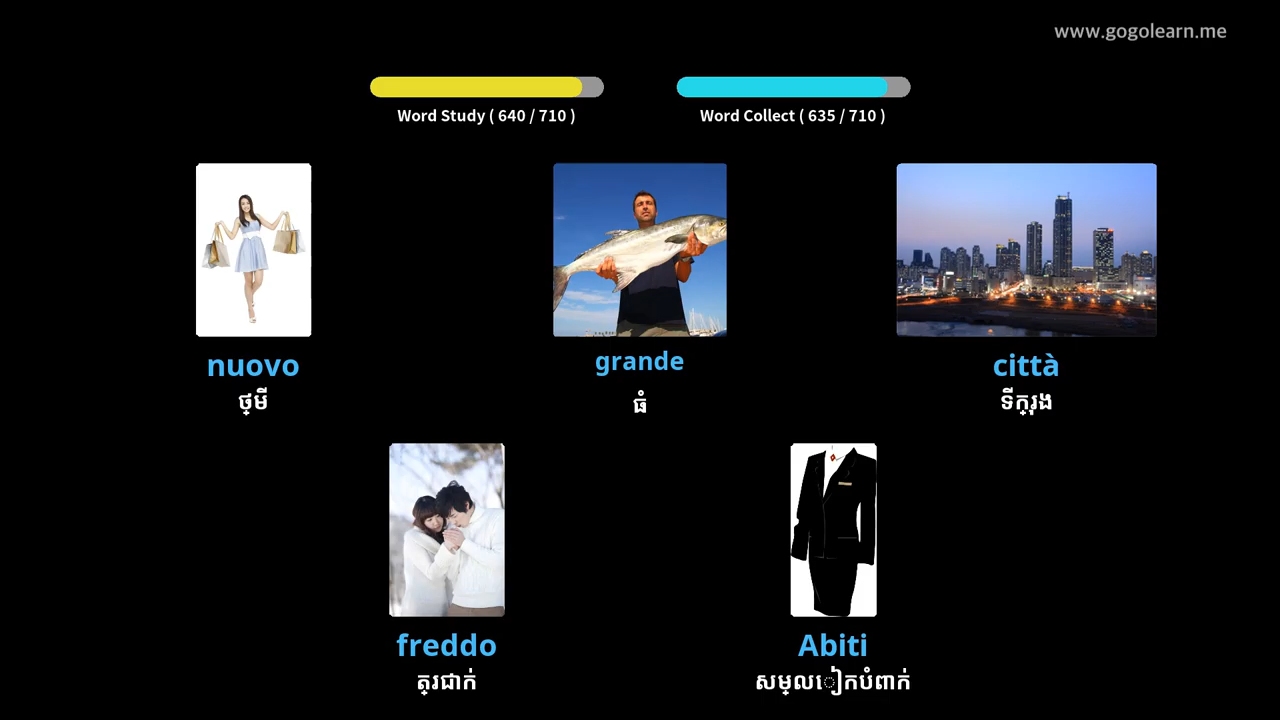 www.gogolearn.me
Word Study ( 640 / 710 )
Word Collect ( 635 / 710 )
nuovo
ថ្មី
grande
ធំ
città
ទីក្រុង
freddo
ត្រជាក់
Abiti
សម្លៀកបំពាក់